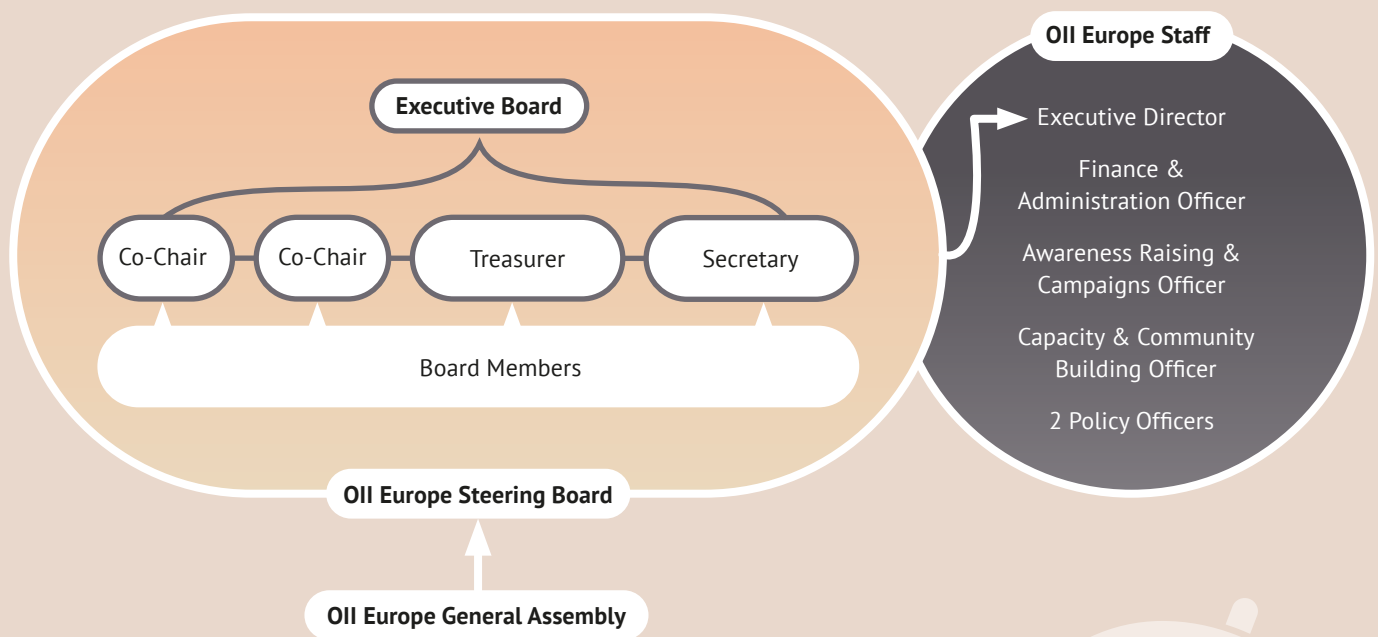 OII Europe Staff
Executive Board
Executive Director
Finance &
Administration Officer
Co-Chair
Co-Chair
Treasurer
Secretary
Awareness Raising &
Campaigns Officer
Capacity & Community
Building Officer
Board Members
2 Policy Officers
OII Europe Steering Board
OII Europe General Assembly